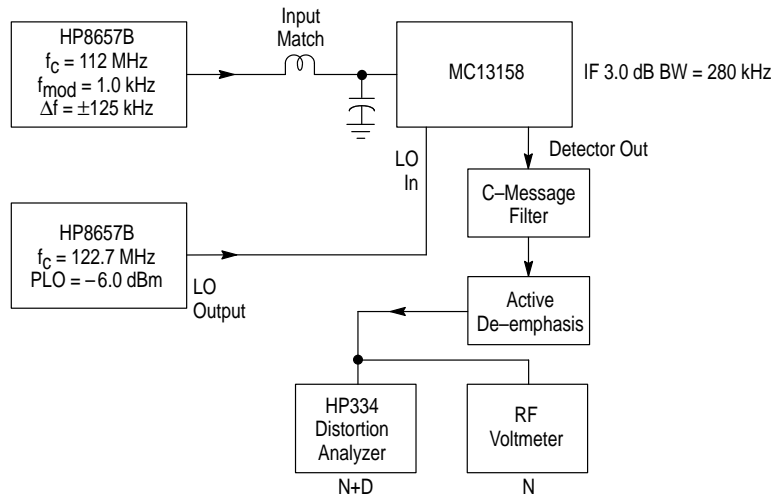 HP8657B
fc = 112 MHz
fmod = 1.0 kHz
Δf = ±125 kHz
Input
Match
MC13158
IF 3.0 dB BW = 280 kHz
LO
In
Detector Out
C–Message
Filter
HP8657B
fc = 122.7 MHz
PLO = –6.0 dBm
LO
Output
Active
De–emphasis
HP334
Distortion
Analyzer
N+D
RF
Voltmeter
N